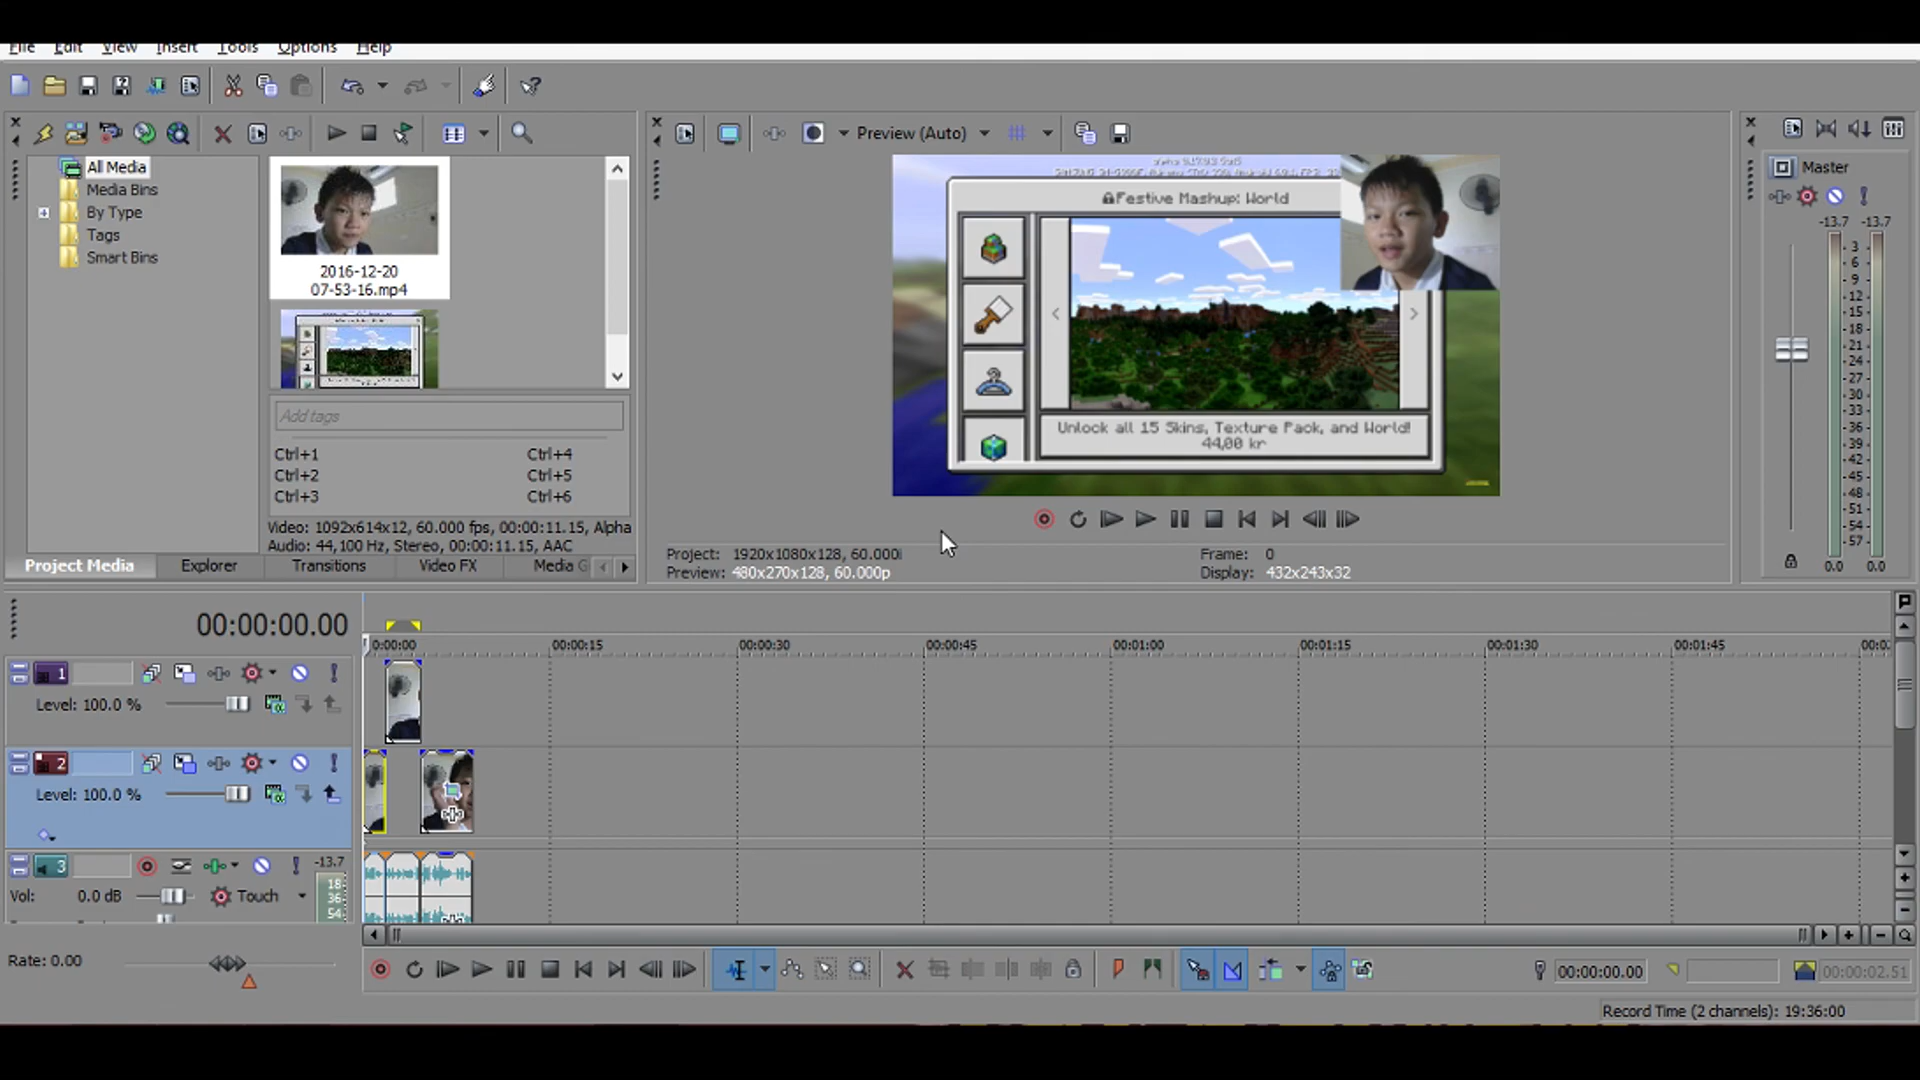 File Edit View Insert Tools Options Help
Preview (Auto)
All Media
Media Bins
By Type
Tags
Smart Bins
2016-12-20
07-53-16.mp4
Add tags
Ctrl+1 Ctrl+4
Ctrl+2 Ctrl+5
Ctrl+3 Ctrl+6
Video: 1092x614x12, 60.000 fps, 00:00:11.15, Alpha
Audio: 44,100 Hz, Stereo, 00:00:11.15, AAC
Project Media Explorer Transitions Video FX Media G
Festive Mashup: World
Unlock all 15 Skins, Texture Pack, and World!
44,00 kr
Project: 1920x1080x128, 60.000i
Preview: 480x270x128, 60.000p
Frame: 0
Display: 432x243x32
Master
-13.7 -13.7
3
6
9
12
15
18
21
24
27
30
33
36
39
42
45
48
51
54
57
0.0 0.0
00:00:00.00
0:00:00 00:00:15 00:00:30 00:00:45 00:01:00 00:01:15 00:01:30 00:01:45 00:0
1
Level: 100.0 %
2
Level: 100.0 %
3 -13.7
Vol: 0.0 dB Touch
18
36
54
Rate: 0.00
00:00:00.00 00:00:02.51
Record Time (2 channels): 19:36:00